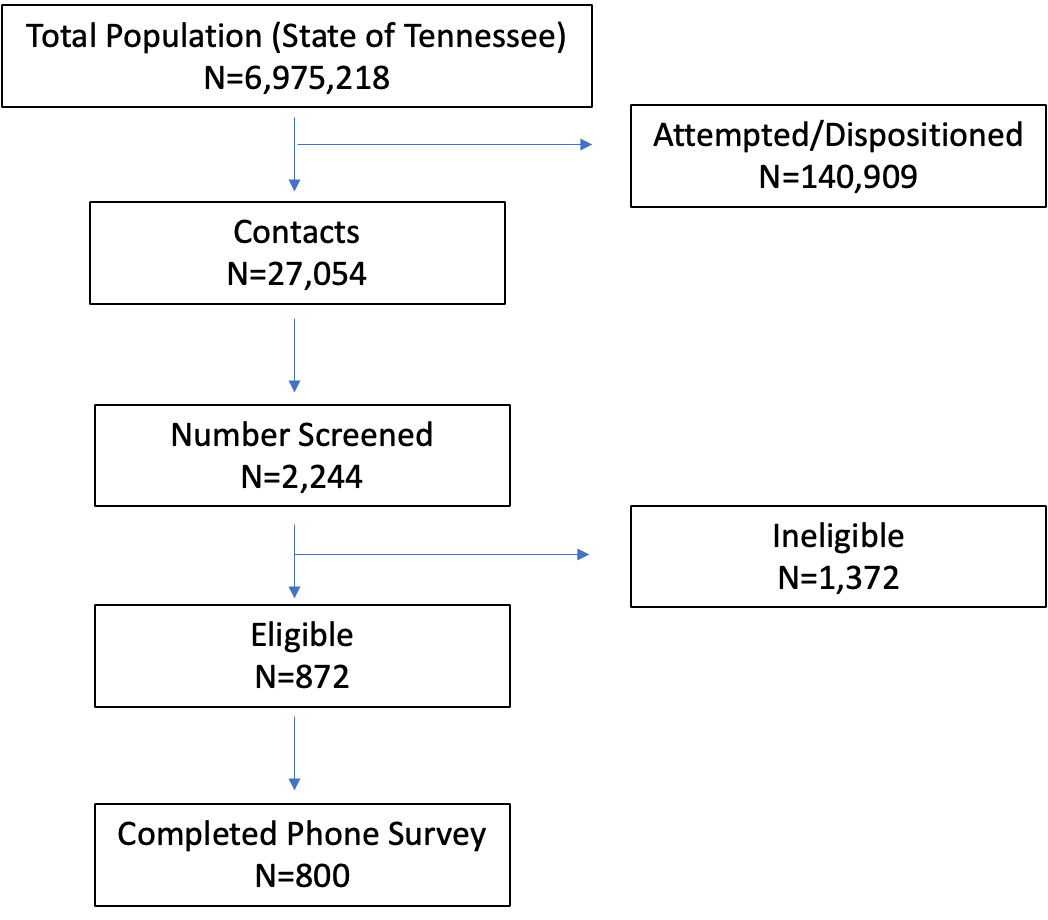 Total Population (State of Tennessee)
N=6,975,218
Attempted/Dispositioned
N=140,909
Contacts
N=27,054
Number Screened
N=2,244
Ineligible
N=1,372
Eligible
N=872
Completed Phone Survey
N=800